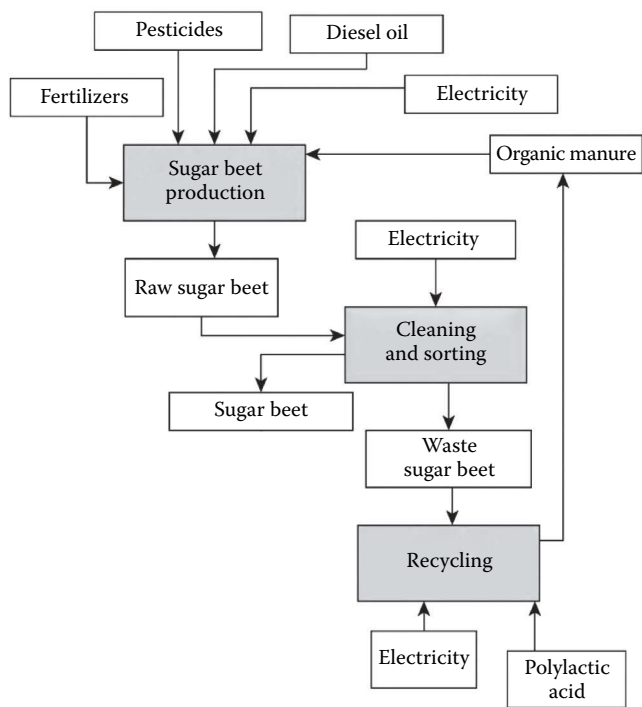 Pesticides
Diesel oil
Fertilizers
Electricity
Sugar beet
production
Organic manure
Electricity
Raw sugar beet
Cleaning
and sorting
Sugar beet
Waste
sugar beet
Recycling
Electricity
Polylactic
acid